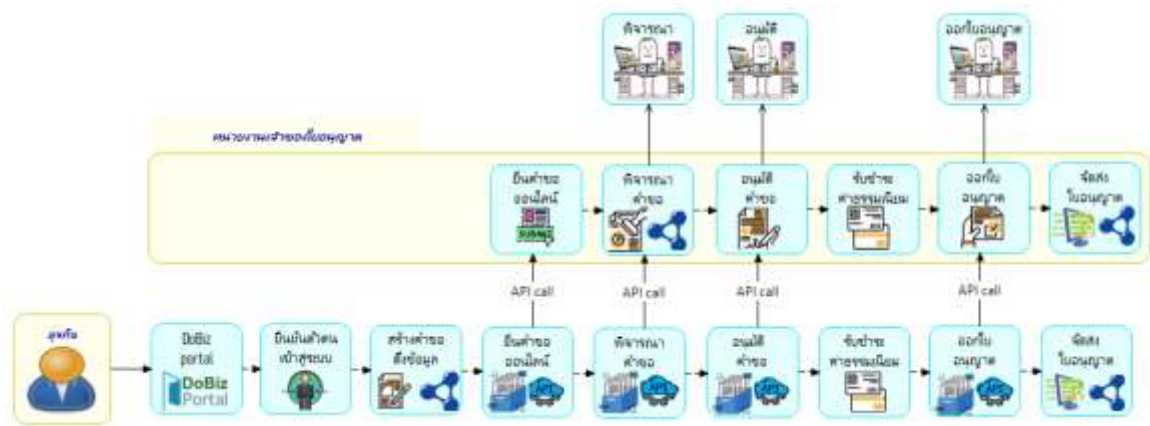 พิจารณา
อนุมัติ
ออกใบอนุญาต
หน่วยงานเจ้าของใบอนุญาต
ยื่นคำขอ
ออนไลน์
SUBMIT
พิจารณา
คำขอ
อนุมัติ
คำขอ
รับชำระ
ค่าธรรมเนียม
ออกใบ
อนุญาต
จัดส่ง
ใบอนุญาต
API call
API call
API call
API call
ธุรกิจ
DoBiz
portal
DoBiz
Portal
ยืนยันตัวตน
เข้าสู่ระบบ
สร้างคำขอ
ดึงข้อมูล
ยื่นคำขอ
ออนไลน์
API
พิจารณา
คำขอ
API
อนุมัติ
คำขอ
API
รับชำระ
ค่าธรรมเนียม
ออกใบ
อนุญาต
API
จัดส่ง
ใบอนุญาต